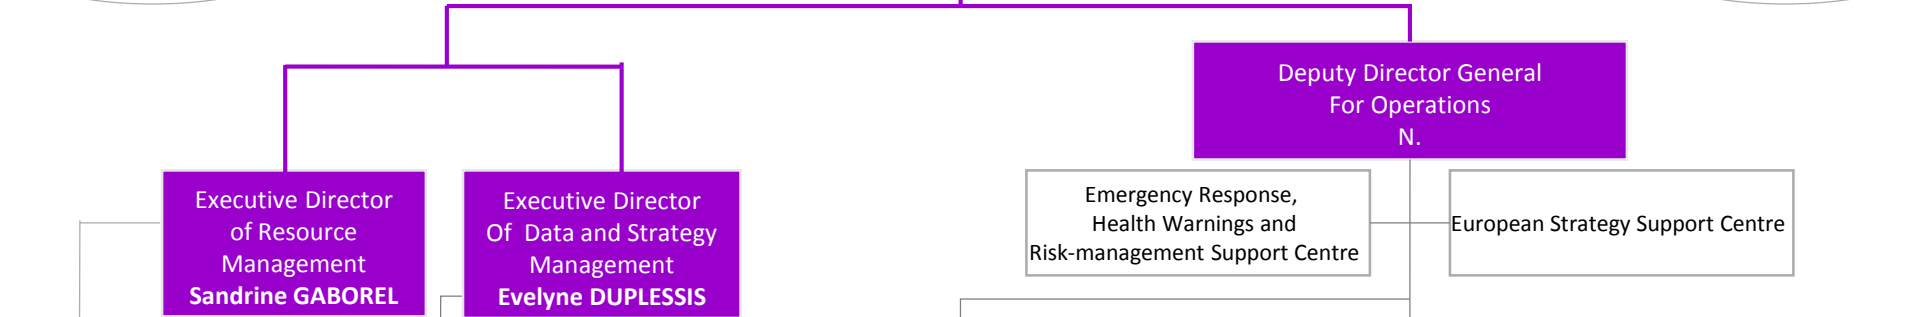 Deputy Director General
For Operations
N.
Executive Director
of Resource
Management
Sandrine GABOREL
Executive Director
Of Data and Strategy
Management
Evelyne DUPLESSIS
Emergency Response,
Health Warnings and
Risk-management Support Centre
European Strategy Support Centre